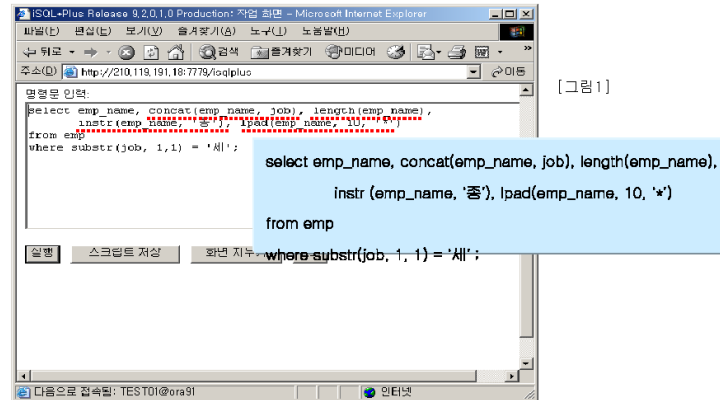 iSQL*Plus Release 9,2,0,1,0 Production: 작업 화면 - Microsoft Internet Explorer
파일(F) 편집(E) 보기(V) 즐겨찾기(A) 도구(T) 도움말(H)
뒤로 검색 즐겨찾기 미디어
주소(D) http://210,119,191,18:7779/isqlplus 이동
[그림1]
명령문 인력:
select emp_name, concat(emp_name, job), length(emp_name),
instr(emp_name, '종'), lpad(emp_name, 10, '*')
from emp
where substr(job, 1,1) = '세';
select emp_name, concat(emp_name, job), length(emp_name),
instr (emp_name, '종'), lpad(emp_name, 10, '*')
from emp
where substr(job, 1, 1) = '세' ;
실행 스크립트 저장 화면 지우
다음으로 접속됨: TEST01@ora91
인터넷